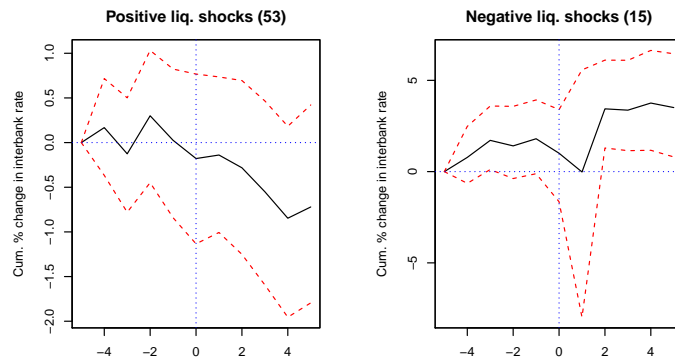 Positive liq. shocks (53)
Cum. % change in interbank rate
1.0
0.5
0.0
−0.5
−1.0
−1.5
−2.0
−4 −2 0 2 4
Negative liq. shocks (15)
Cum. % change in interbank rate
5
0
−5
−4 −2 0 2 4